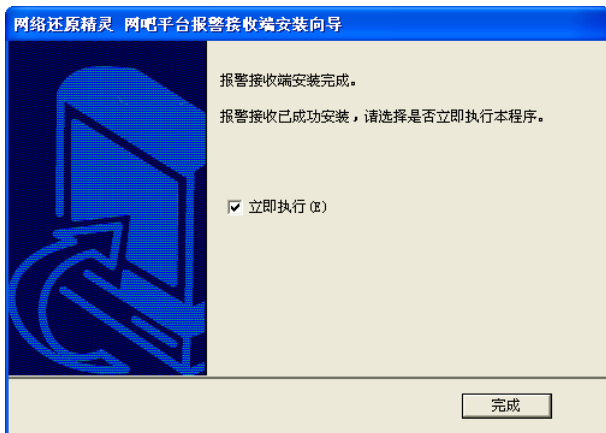 网络还原精灵 网吧平台报警接收端安装向导
报警接收端安装完成。
报警接收已成功安装，请选择是否立即执行本程序。
立即执行(E)
完成